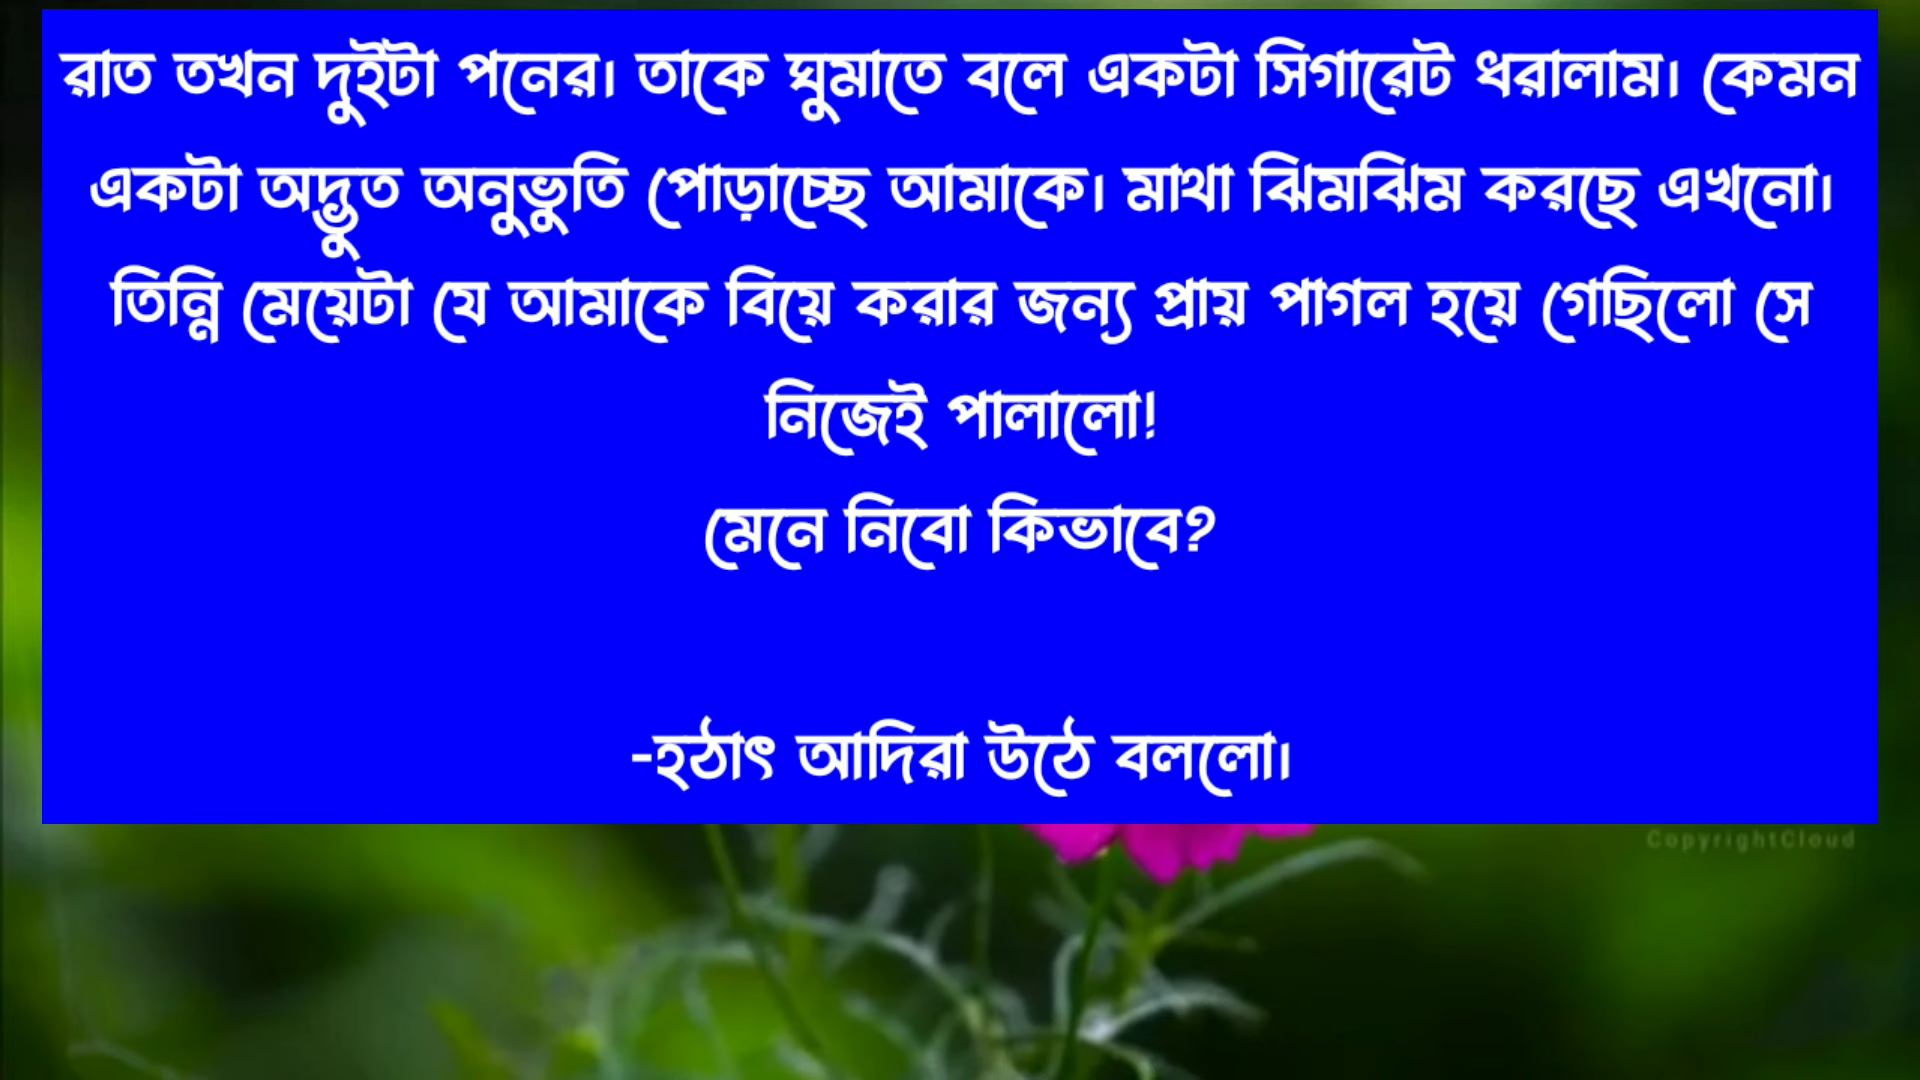 রাত তখন দুইটা পনের। তাকে ঘুমাতে বলে একটা সিগারেট ধরালাম। কেমন
একটা অদ্ভুত অনুভুতি পোড়াচ্ছে আমাকে। মাথা ঝিমঝিম করছে এখনো।
তিন্নি মেয়েটা যে আমাকে বিয়ে করার জন্য প্রায় পাগল হয়ে গেছিলো সে
নিজেই পালালো!
মেনে নিবো কিভাবে?
-হঠাৎ আদিরা উঠে বললো।
CopyrightCloud